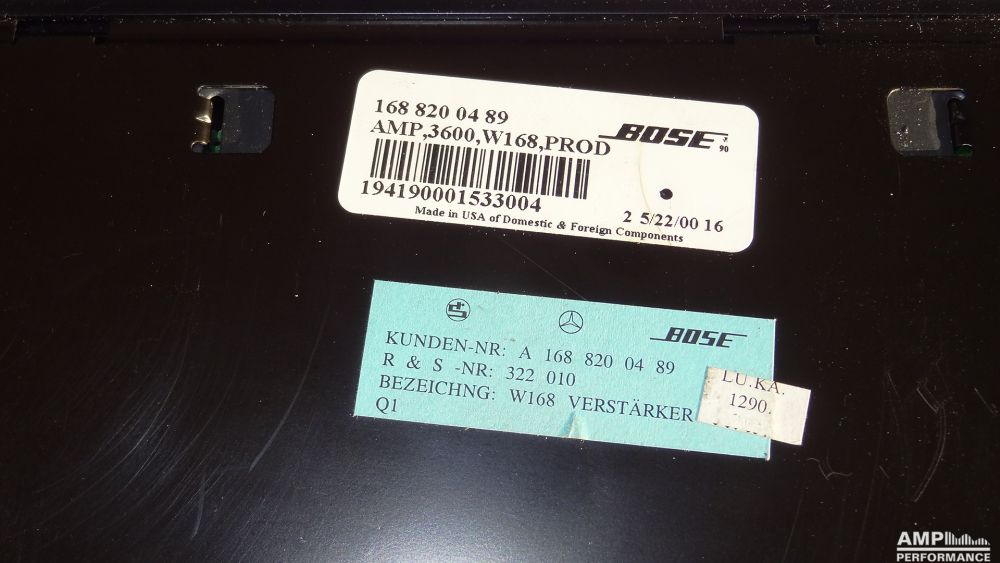 168 820 04 89
AMP,3600,W168,PROD
BOSE
90
194190001533004
2 5/22/00 16
Made in USA of Domestic & Foreign Components
BOSE
KUNDEN-NR: A 168 820 04 89
R & S -NR: 322 010
BEZEICHNG: W168 VERSTÄRKER
Q1
LU.KA.
1290.
AMP
PERFORMANCE